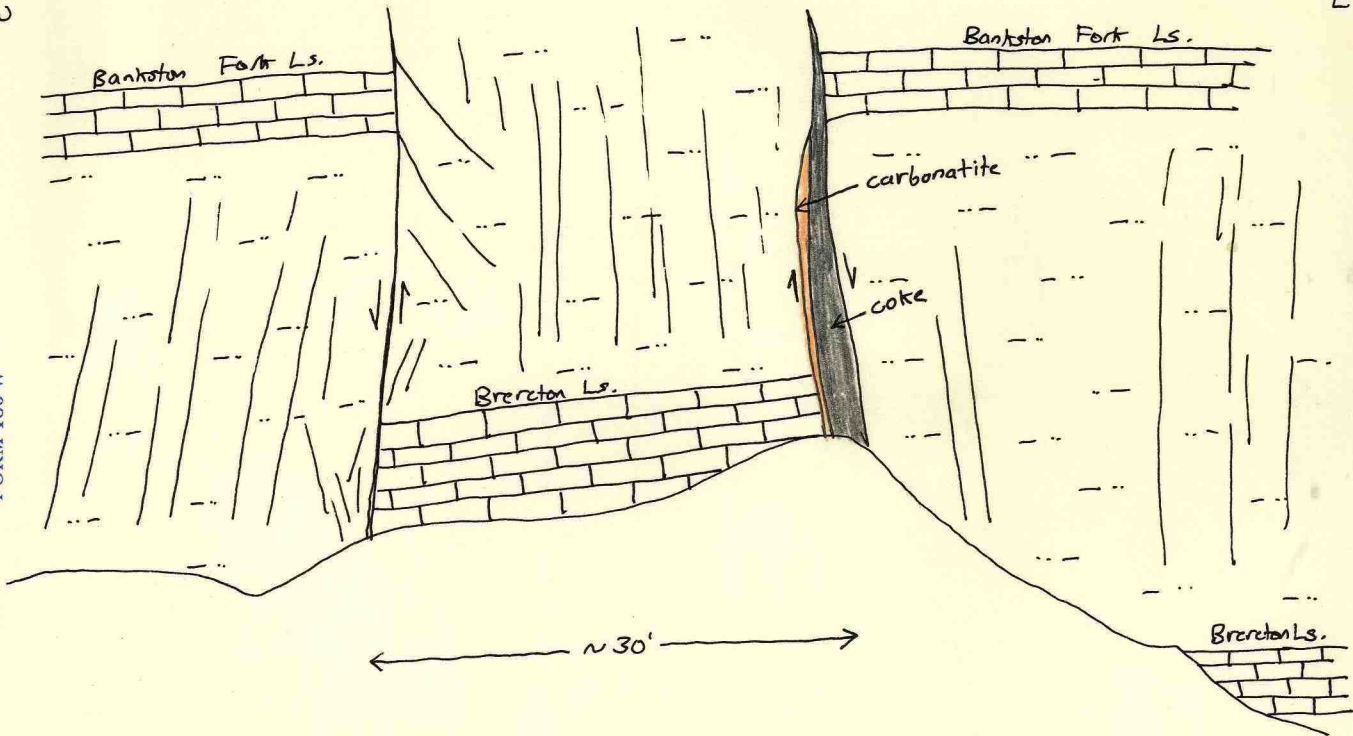 Bankston Fork Ls.
Bankston Fork Ls.
carbonatite
coke
Brereton Ls.
~30'
Brereton Ls.